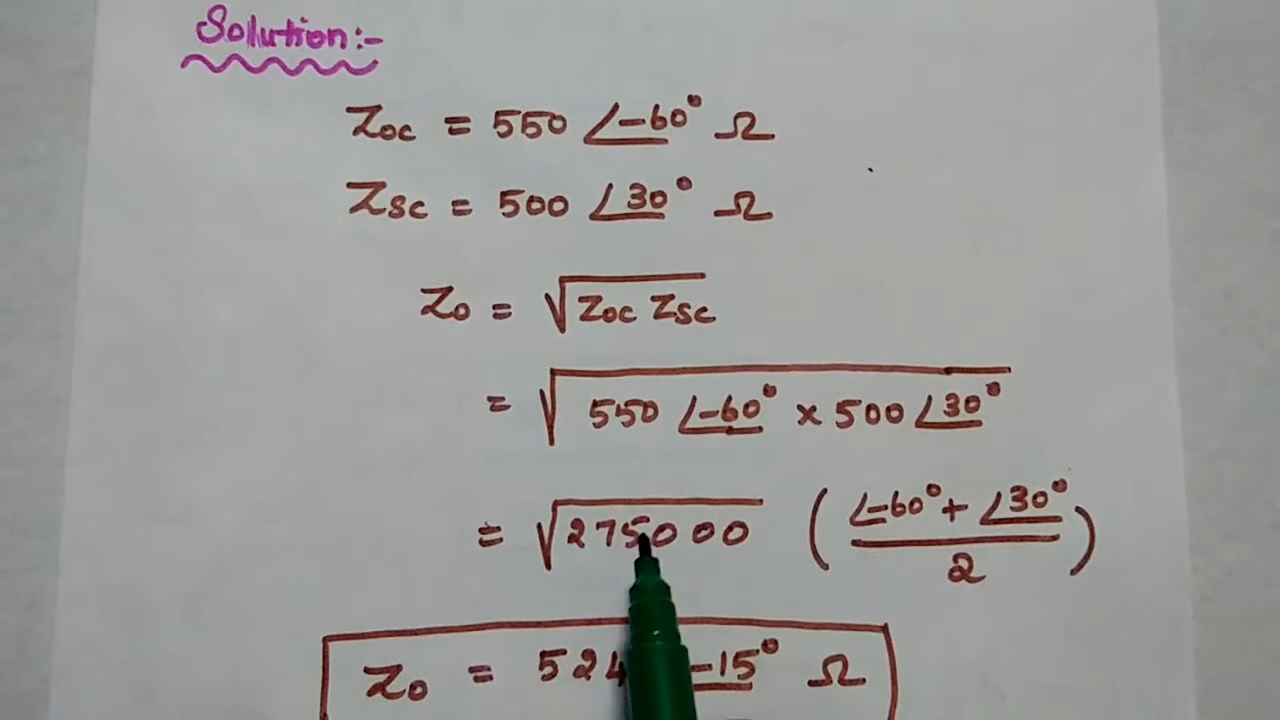 Solution:-
Zoc = 550 ∠-60° Ω
Zsc = 500 ∠30° Ω
Zo = √Zoc Zsc
= √550 ∠-60° × 500 ∠30°
= √275000 (∠-60° + ∠30° / 2)
Zo = 524 -15° Ω